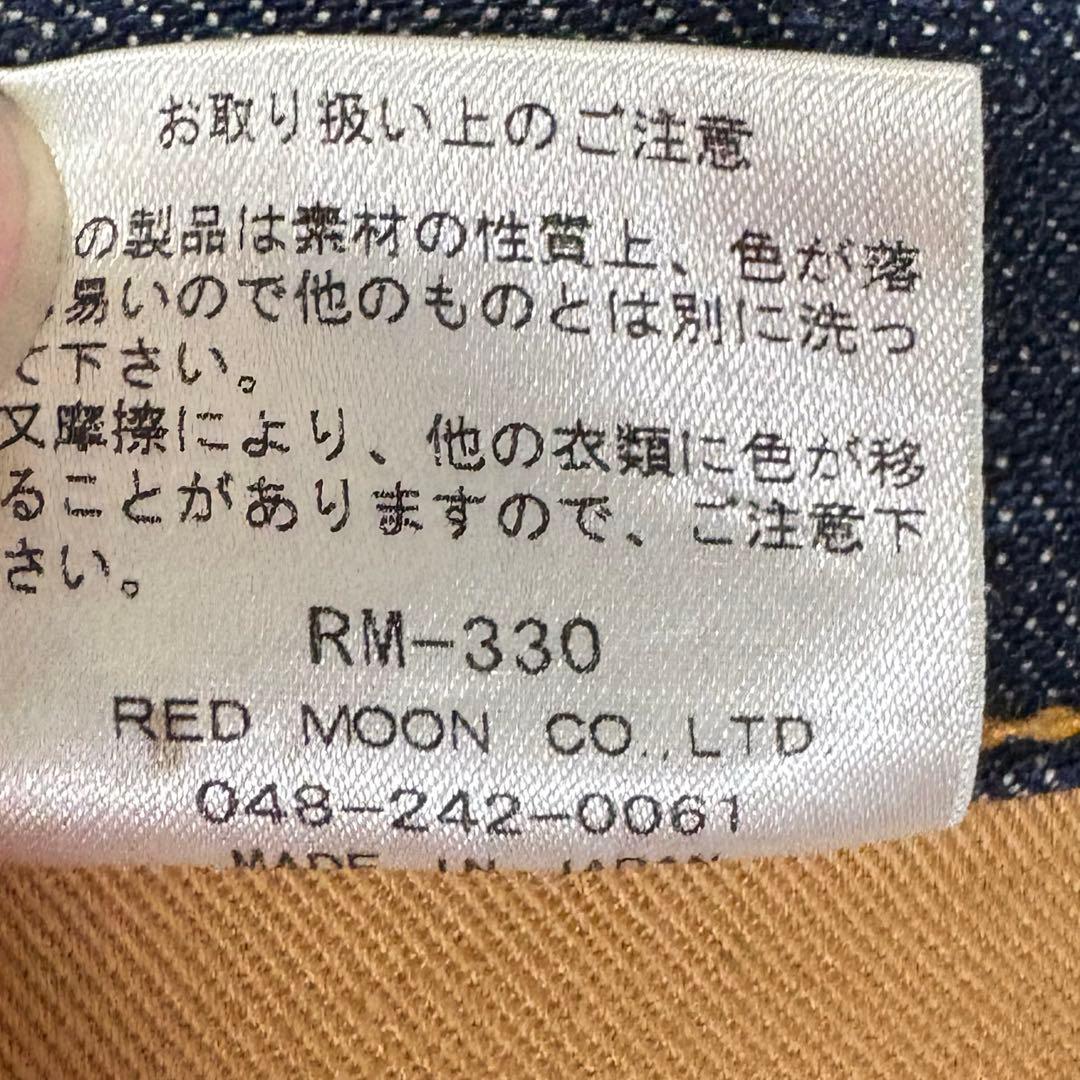 お取り扱い上のご注意
の製品は素材の性質上、色が落
易いので他のものとは別に洗っ
て下さい。
又摩擦により、他の衣類に色が移
ることがありますので、ご注意下
さい。
RM-330
RED MOON CO.,LTD.
048-242-0061
MADE IN JAPAN